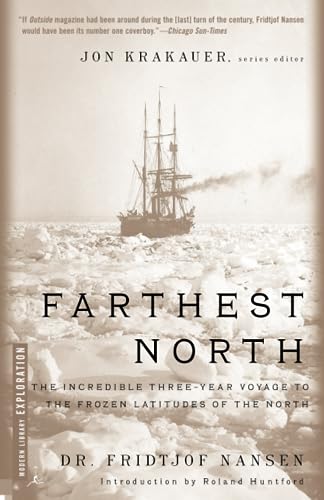 "If Outside magazine had been around during the [last] turn of the century, Fridtjof Nansen
would have been its number one coverboy." —Chicago Sun-Times
JON KRAKAUER, series editor
FARTHEST
NORTH
THE INCREDIBLE THREE-YEAR VOYAGE TO
THE FROZEN LATITUDES OF THE NORTH
MODERN LIBRARY EXPLORATION
DR. FRIDTJOF NANSEN
Introduction by Roland Huntford